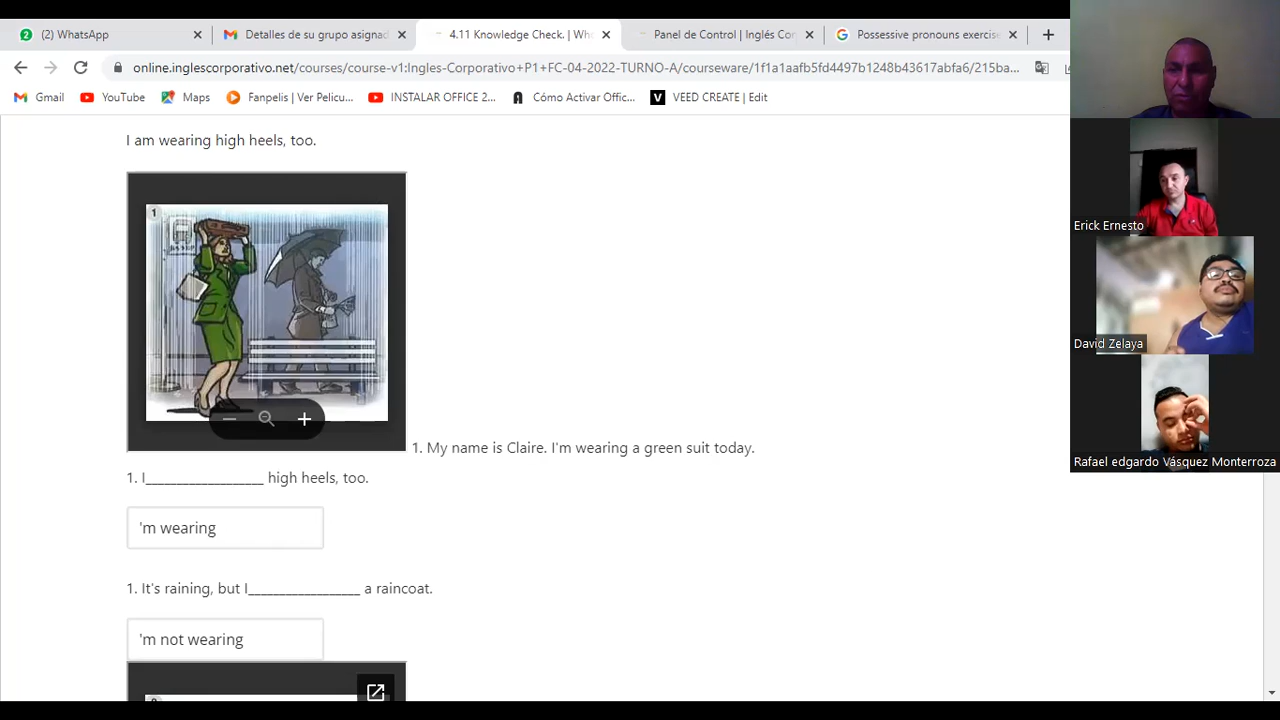 2 (2) WhatsApp
Detalles de su grupo asignad
4.11 Knowledge Check. | Wh
Panel de Control | Inglés Cor
Possessive pronouns exercise
online.inglescorporativo.net/courses/course-v1:Ingles-Corporativo+P1+FC-04-2022-TURNO-A/courseware/1f1a1aafb5fd4497b1248b43617abfa6/215ba...
Gmail
YouTube
Maps
Fanpelis | Ver Pelicu...
INSTALAR OFFICE 2...
Cómo Activar Offic...
VEED CREATE | Edit
I am wearing high heels, too.
1
1. My name is Claire. I'm wearing a green suit today.
1. I_________________ high heels, too.
'm wearing
1. It's raining, but I________________ a raincoat.
'm not wearing
Erick Ernesto
David Zelaya
Rafael edgardo Vásquez Monterroza